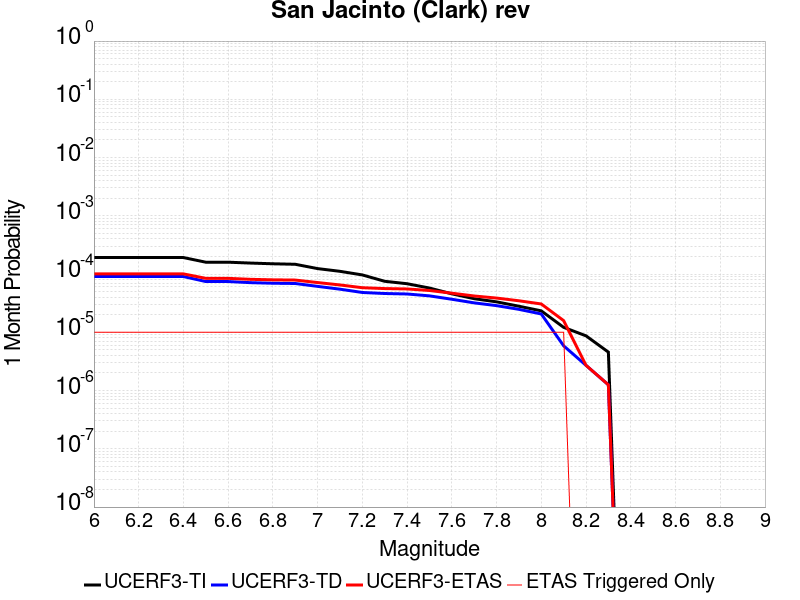 San Jacinto (Clark) rev
10^0
10^-1
10^-2
10^-3
10^-4
10^-5
10^-6
10^-7
10^-8
1 Month Probability
6 6.2 6.4 6.6 6.8 7 7.2 7.4 7.6 7.8 8 8.2 8.4 8.6 8.8 9
Magnitude
UCERF3-TI UCERF3-TD UCERF3-ETAS ETAS Triggered Only